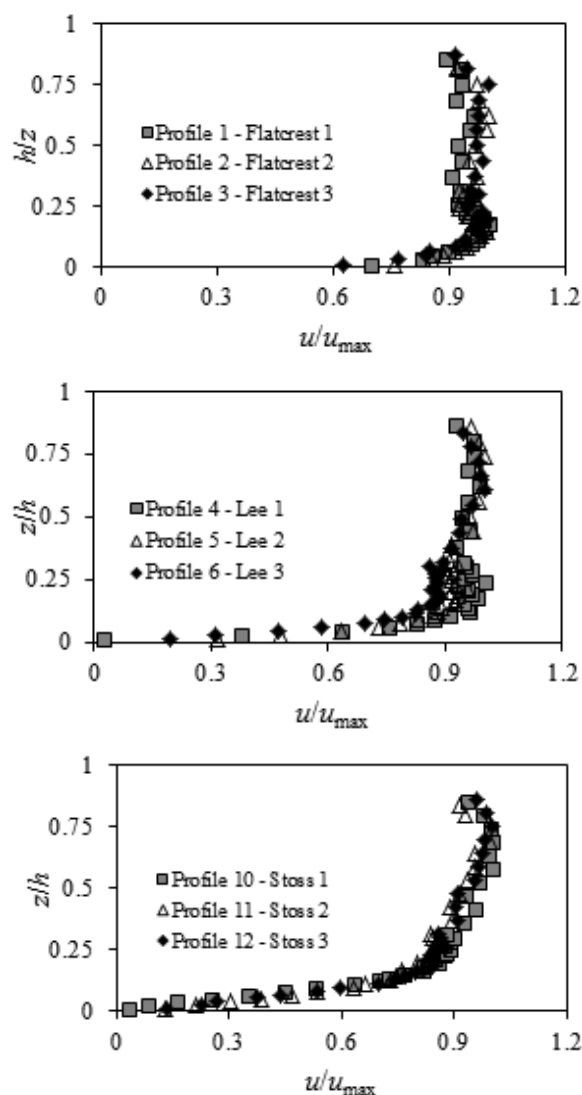 1
0.75
h/z
0.5
0.25
0
Profile 1 - Flatcrest 1
Profile 2 - Flatcrest 2
Profile 3 - Flatcrest 3
0 0.3 0.6 0.9 1.2
u/umax
1
0.75
z/h
0.5
0.25
0
Profile 4 - Lee 1
Profile 5 - Lee 2
Profile 6 - Lee 3
0 0.3 0.6 0.9 1.2
u/umax
1
0.75
z/h
0.5
0.25
0
Profile 10 - Stoss 1
Profile 11 - Stoss 2
Profile 12 - Stoss 3
0 0.3 0.6 0.9 1.2
u/umax